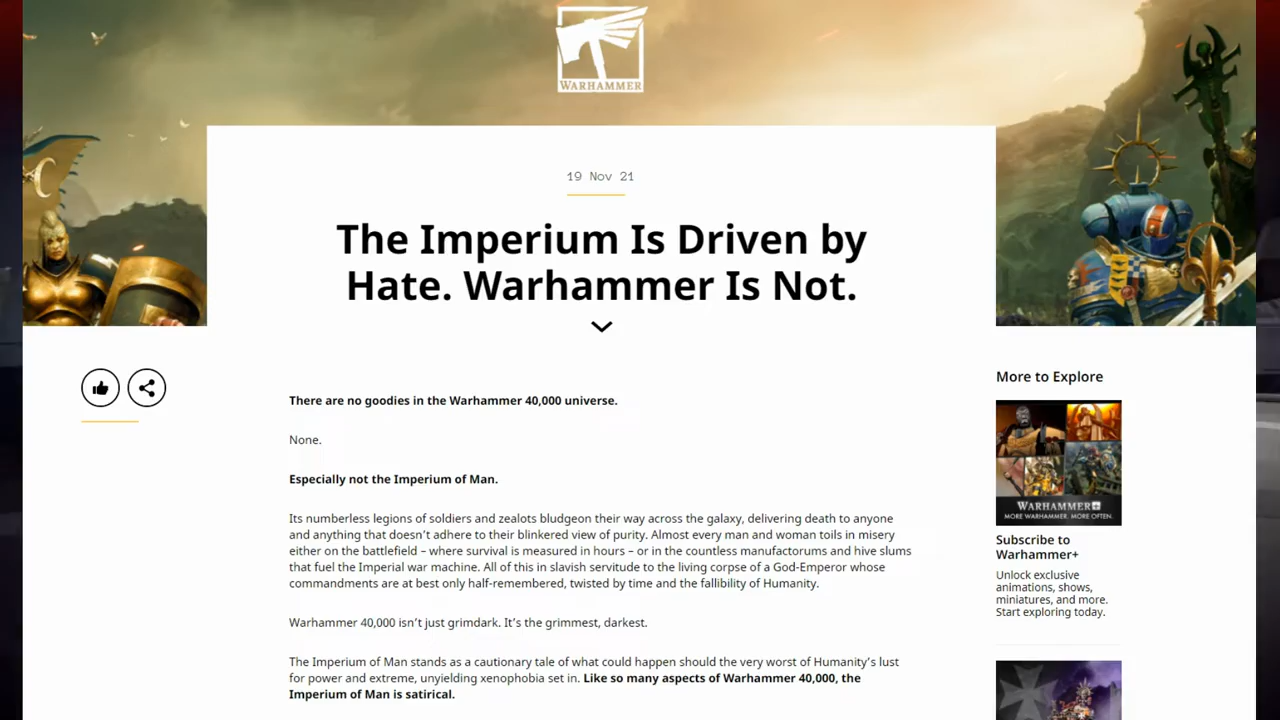 WARHAMMER
19 Nov 21
The Imperium Is Driven by
Hate. Warhammer Is Not.
There are no goodies in the Warhammer 40,000 universe.
None.
Especially not the Imperium of Man.
Its numberless legions of soldiers and zealots bludgeon their way across the galaxy, delivering death to anyone
and anything that doesn’t adhere to their blinkered view of purity. Almost every man and woman toils in misery
either on the battlefield – where survival is measured in hours – or in the countless manufactorums and hive slums
that fuel the Imperial war machine. All of this in slavish servitude to the living corpse of a God-Emperor whose
commandments are at best only half-remembered, twisted by time and the fallibility of Humanity.
Warhammer 40,000 isn’t just grimdark. It’s the grimmest, darkest.
The Imperium of Man stands as a cautionary tale of what could happen should the very worst of Humanity’s lust
for power and extreme, unyielding xenophobia set in. Like so many aspects of Warhammer 40,000, the
Imperium of Man is satirical.
More to Explore
WARHAMMER+
MORE WARHAMMER. MORE OFTEN.
Subscribe to
Warhammer+
Unlock exclusive
animations, shows,
miniatures, and more.
Start exploring today.